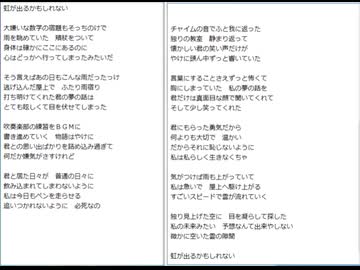 虹が出るかもしれない
大嫌いな数学の宿題もそっちのけで
雨を眺めていた　頬杖をついて
身体は確かにここにあるのに
心はどっかへ行ってしまったみたいだ
そう言えばあの日もこんな雨だったっけ
逃げ込んだ屋上で　ふたり雨宿り
打ち明けてくれた君の夢の話は
とても眩しくて目を伏せてしまった
吹奏楽部の練習をＢＧＭに
書き進めていく　物語はやけに
君との思い出ばかりを詰め込み過ぎて
何だか嫌気がさすけれど
君と居た日々が　普通の日々に
飲み込まれてしまわないように
私は今日もペンを走らせる
追いつかれないように　必死なの
チャイムの音でふと我に返った
独りの教室　静まり返って
懐かしい君の笑い声だけが
やけに頭ん中ずっと響いていた
言葉にすることさえずっと怖くて
胸にしまっていた　私の夢の話を
君だけは真面目な顔で聞いてくれて
そして少し笑ってくれた
君にもらった勇気だから
何よりも大切で　温かい
だからそれに恥じないように
私は私らしく生きなくちゃ
気がつけば雨も上がっていて
私は急いで　屋上へ駆け上がる
すごいスピードで雲が流れていく
独り見上げた空に　目を凝らして探した
私の未来みたい　予想なんて出来やしない
微かに空いた雲の隙間
虹が出るかもしれない